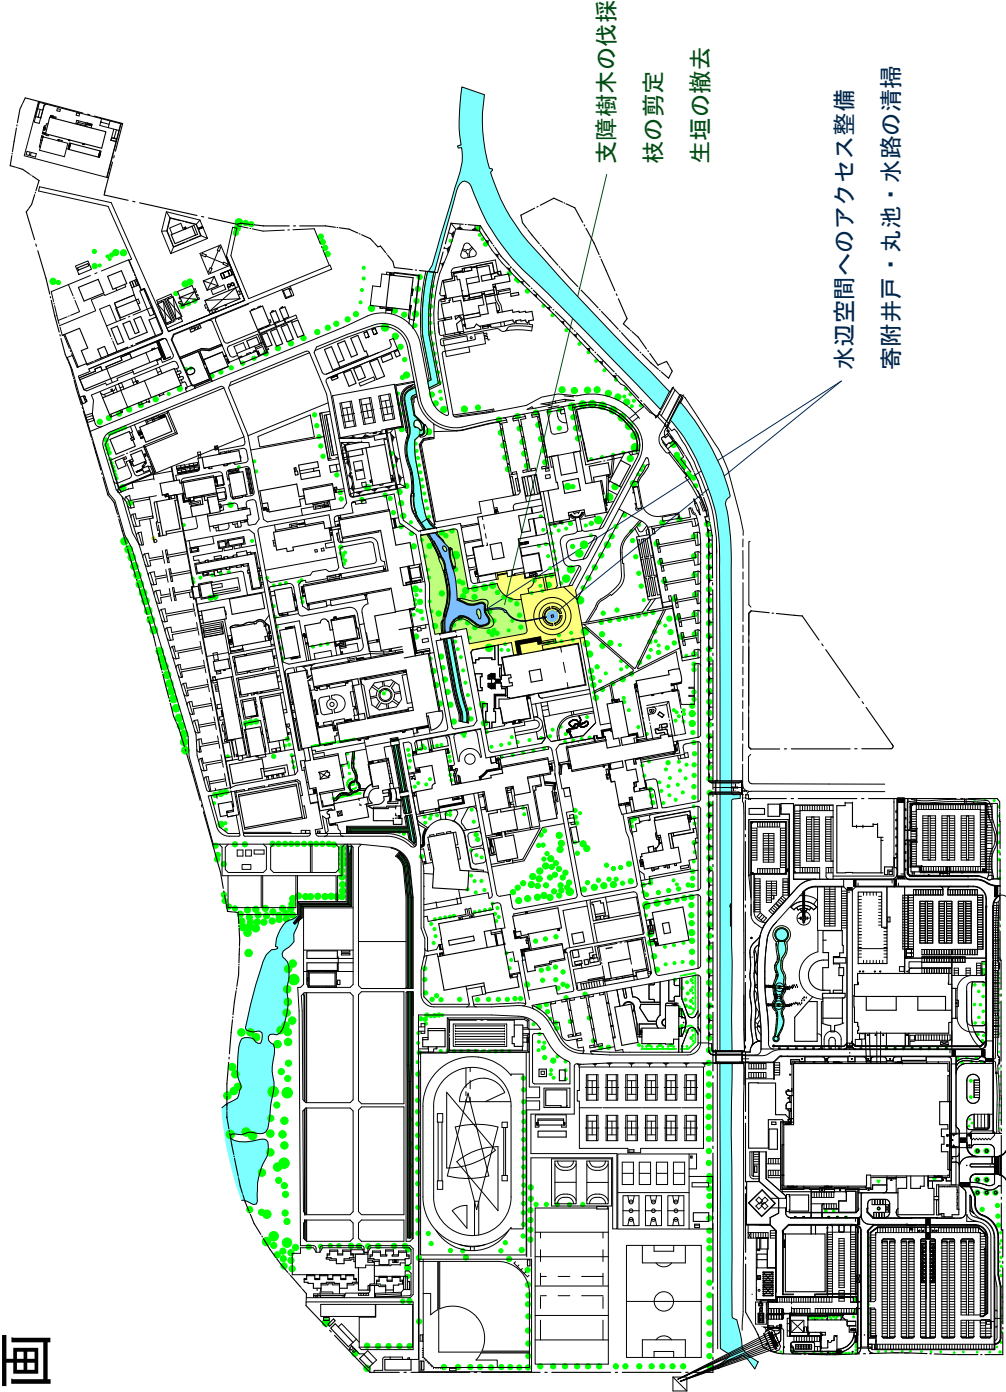 支障樹木の伐採
枝の剪定
生垣の撤去
水辺空間へのアクセス整備
寄附井戸・丸池・水路の清掃
画